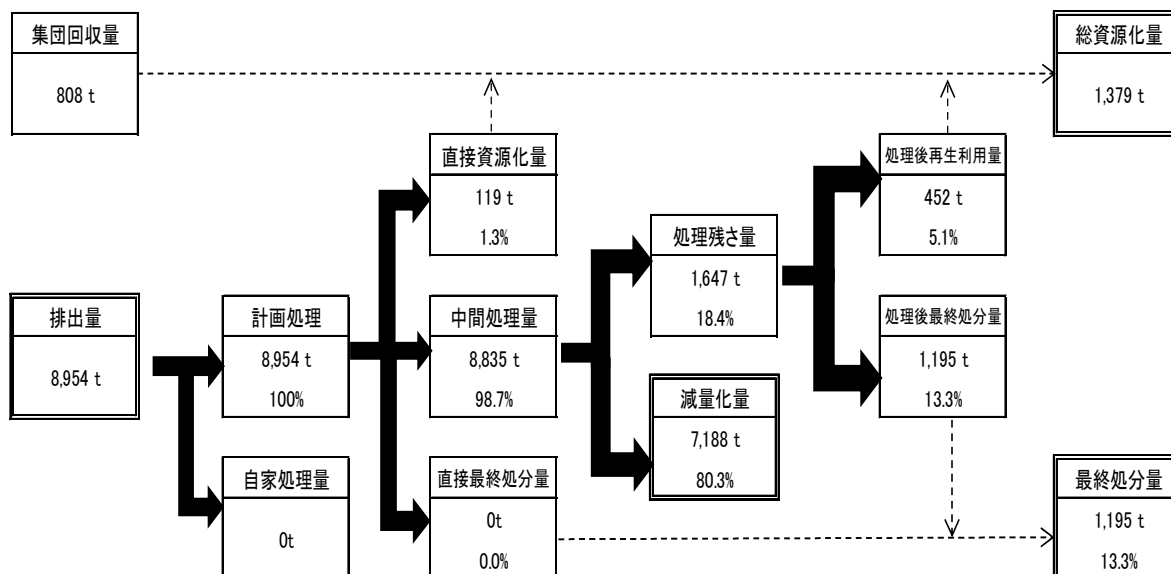 集団回収量
808 t
総資源化量
1,379 t
直接資源化量
119 t
1.3%
処理後再生利用量
452 t
5.1%
処理残さ量
1,647 t
18.4%
排出量
8,954 t
計画処理
8,954 t
100%
中間処理量
8,835 t
98.7%
処理後最終処分量
1,195 t
13.3%
減量化量
7,188 t
80.3%
自家処理量
0t
直接最終処分量
0t
0.0%
最終処分量
1,195 t
13.3%